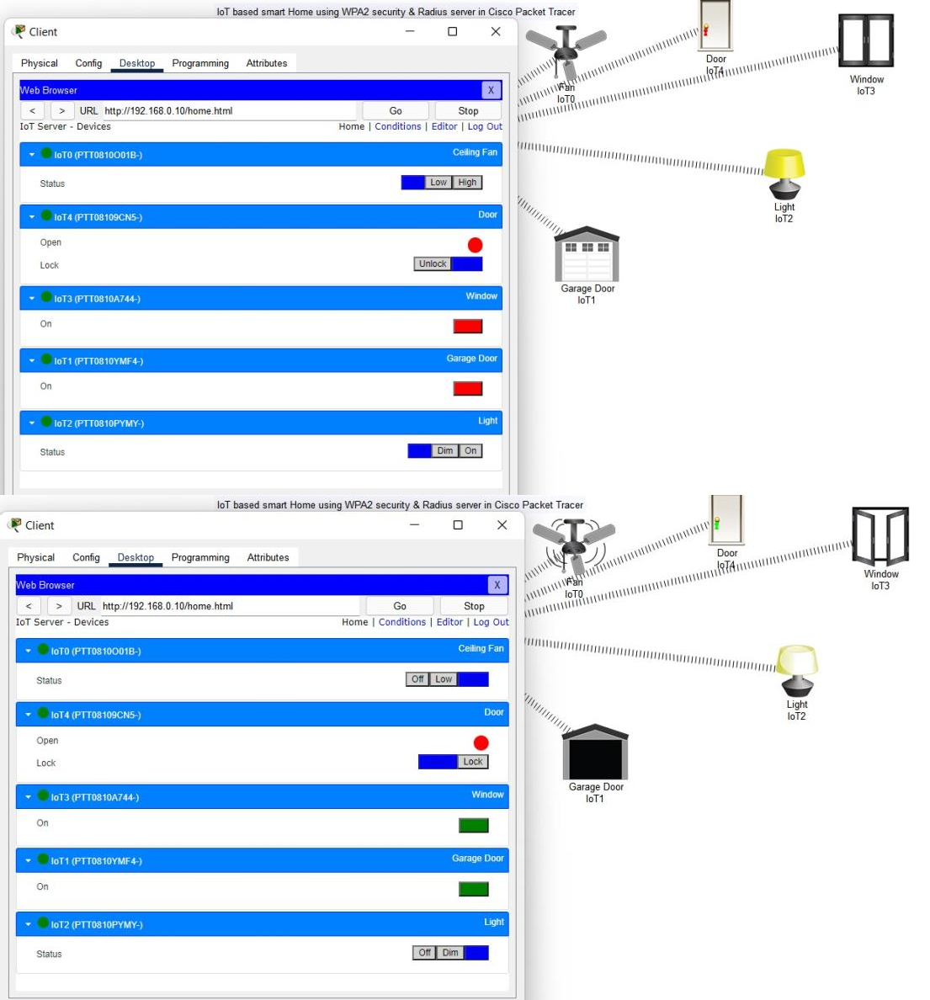 IoT based smart Home using WPA2 security & Radius server in Cisco Packet Tracer
Client
Physical Config Desktop Programming Attributes
Web Browser X
< > URL http://192.168.0.10/home.html Go Stop
IoT Server - Devices Home | Conditions | Editor | Log Out
IoT0 (PTT0810O01B-) Ceiling Fan
Status Low High
IoT4 (PTT08109CN5-) Door
Open
Lock Unlock
IoT3 (PTT0810A744-) Window
On
IoT1 (PTT0810YMF4-) Garage Door
On
IoT2 (PTT0810PYMY-) Light
Status Dim On
Fan
IoT0
Door
IoT4
Window
IoT3
Light
IoT2
Garage Door
IoT1
IoT based smart Home using WPA2 security & Radius server in Cisco Packet Tracer
Client
Physical Config Desktop Programming Attributes
Web Browser X
< > URL http://192.168.0.10/home.html Go Stop
IoT Server - Devices Home | Conditions | Editor | Log Out
IoT0 (PTT0810O01B-) Ceiling Fan
Status Off Low
IoT4 (PTT08109CN5-) Door
Open
Lock Lock
IoT3 (PTT0810A744-) Window
On
IoT1 (PTT0810YMF4-) Garage Door
On
IoT2 (PTT0810PYMY-) Light
Status Off Dim
Fan
IoT0
Door
IoT4
Window
IoT3
Light
IoT2
Garage Door
IoT1